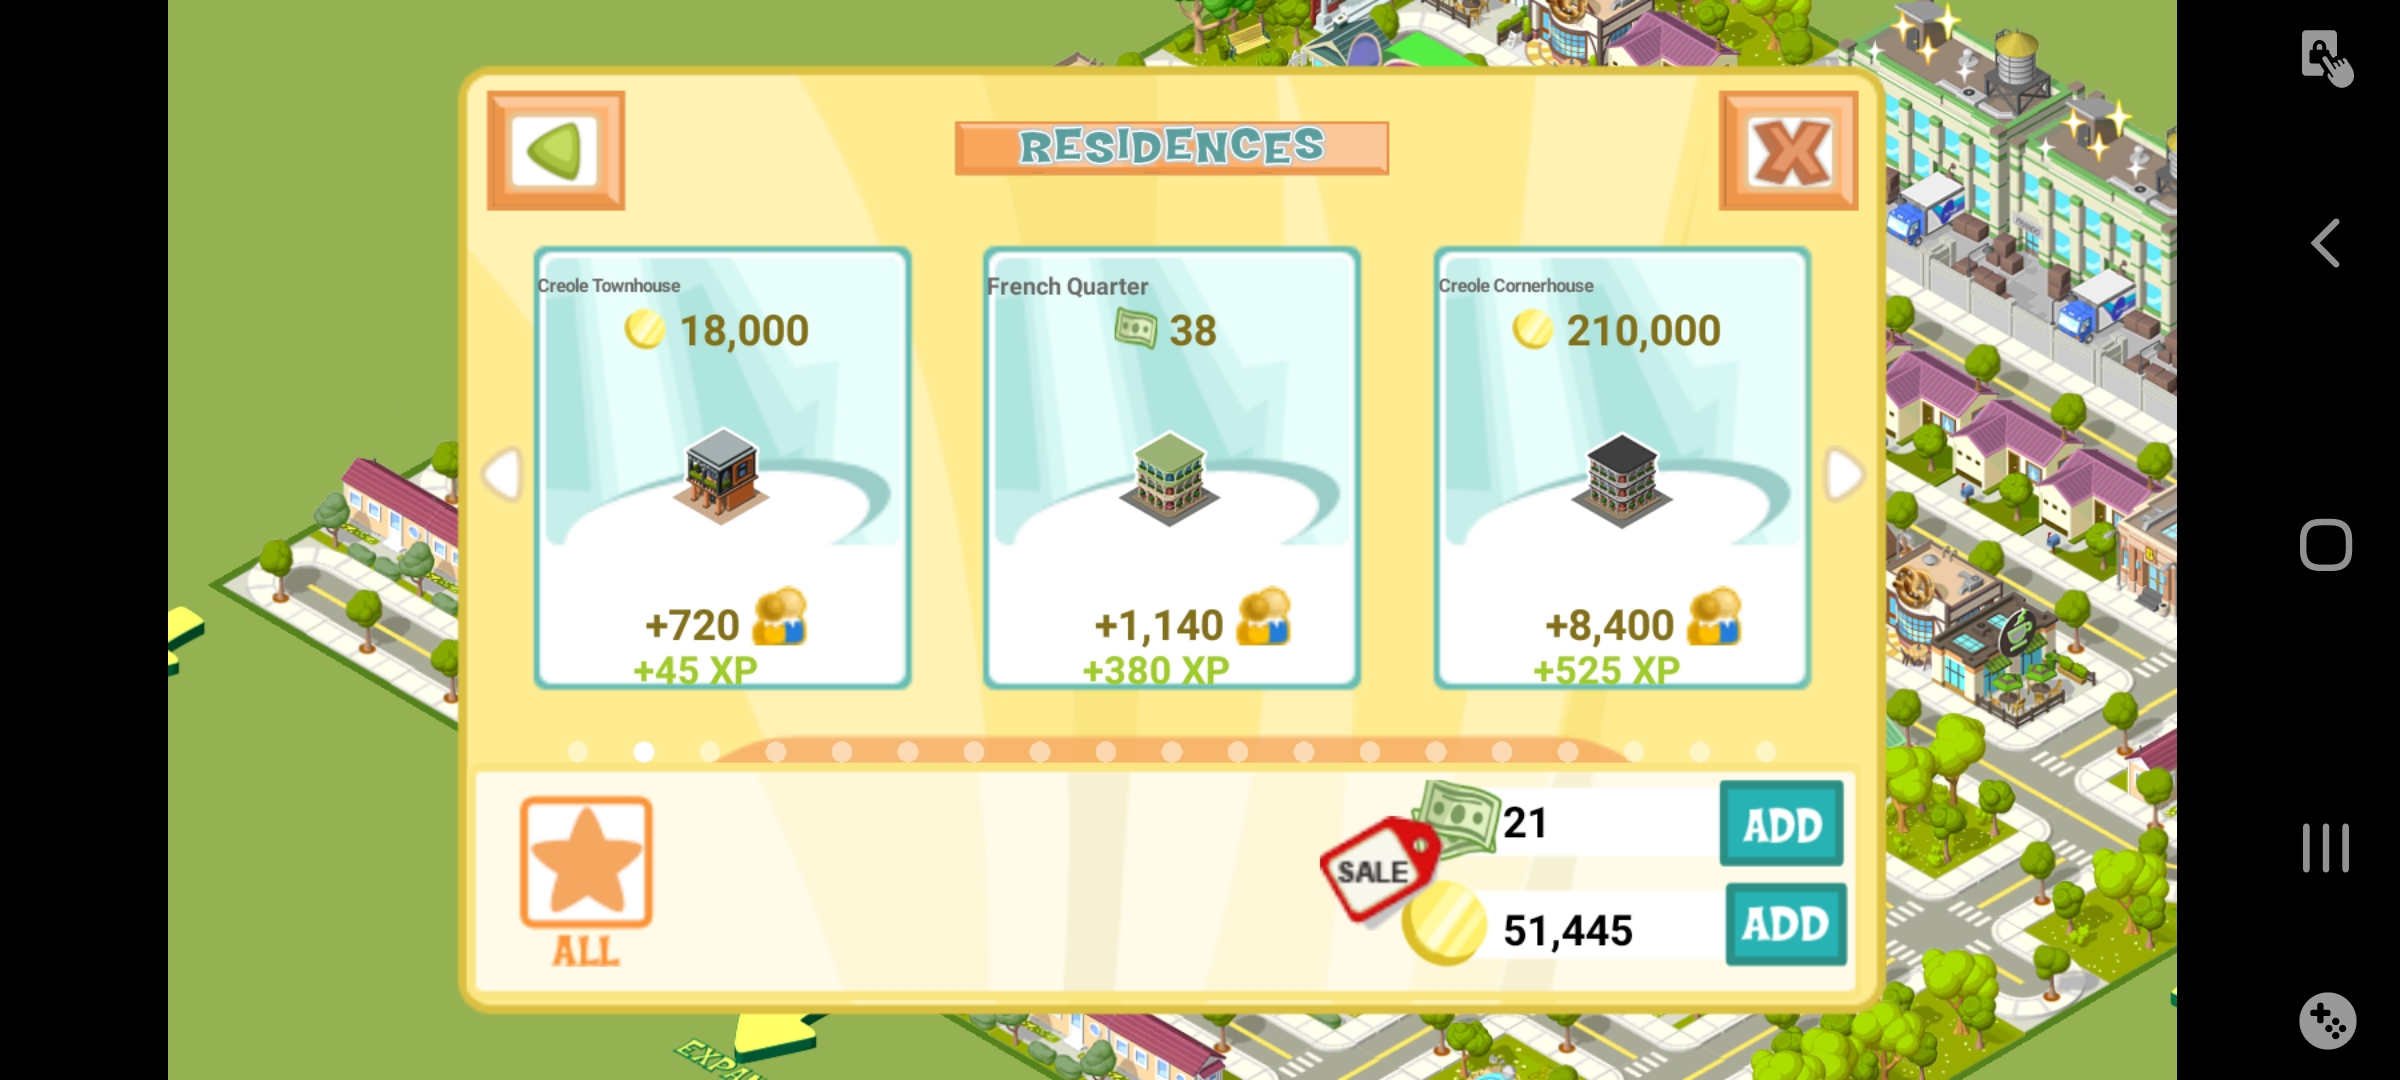 RESIDENCES
Creole Townhouse
18,000
+720
+45 XP
French Quarter
38
+1,140
+380 XP
Creole Cornerhouse
210,000
+8,400
+525 XP
ALL
SALE
21
ADD
51,445
ADD